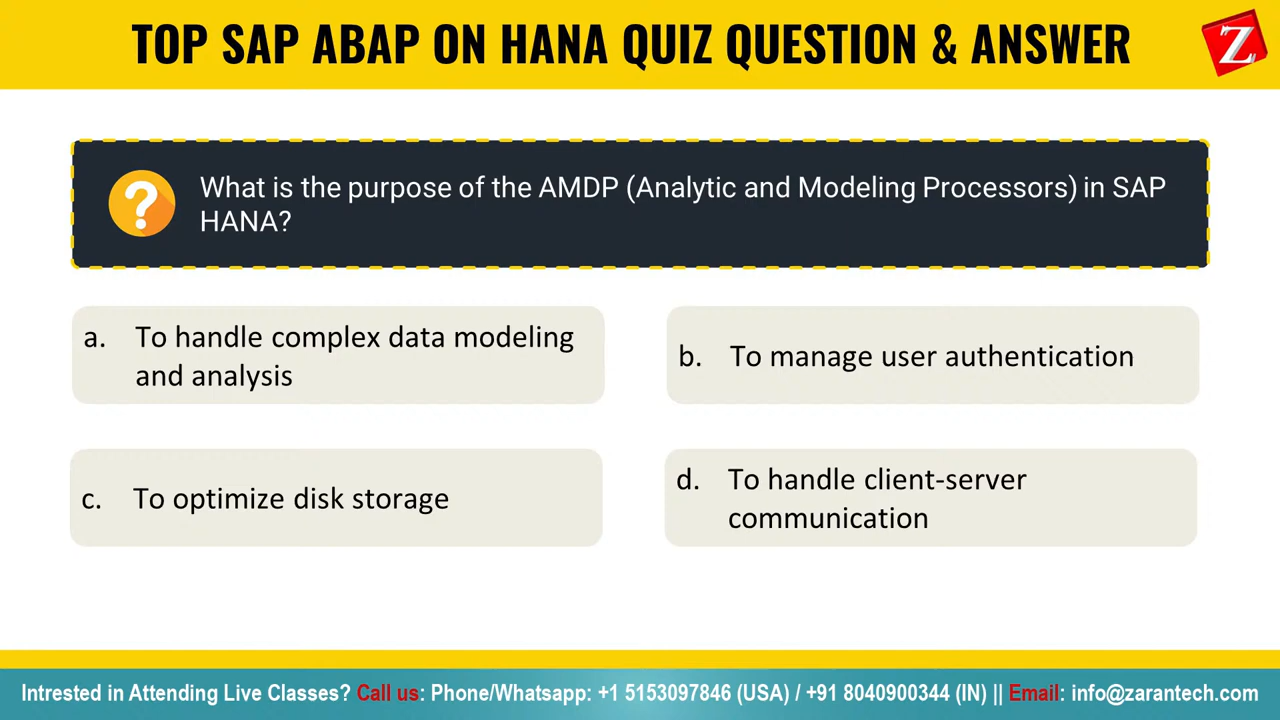 TOP SAP ABAP ON HANA QUIZ QUESTION & ANSWER
Z
?
What is the purpose of the AMDP (Analytic and Modeling Processors) in SAP
HANA?
a. To handle complex data modeling
and analysis
b. To manage user authentication
c. To optimize disk storage
d. To handle client-server
communication
Intrested in Attending Live Classes? Call us: Phone/Whatsapp: +1 5153097846 (USA) / +91 8040900344 (IN) || Email: info@zarantech.com